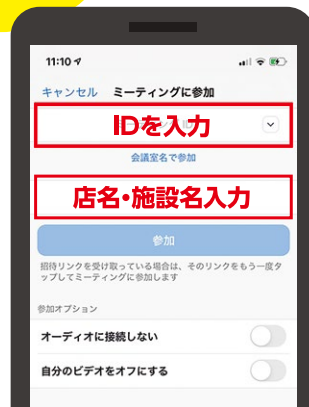 11:10
キャンセル ミーティングに参加
IDを入力
会議室名で参加
店名・施設名入力
参加
招待リンクを受け取っている場合は、そのリンクをもう一度タ
ップしてミーティングに参加します
参加オプション
オーディオに接続しない
自分のビデオをオフにする